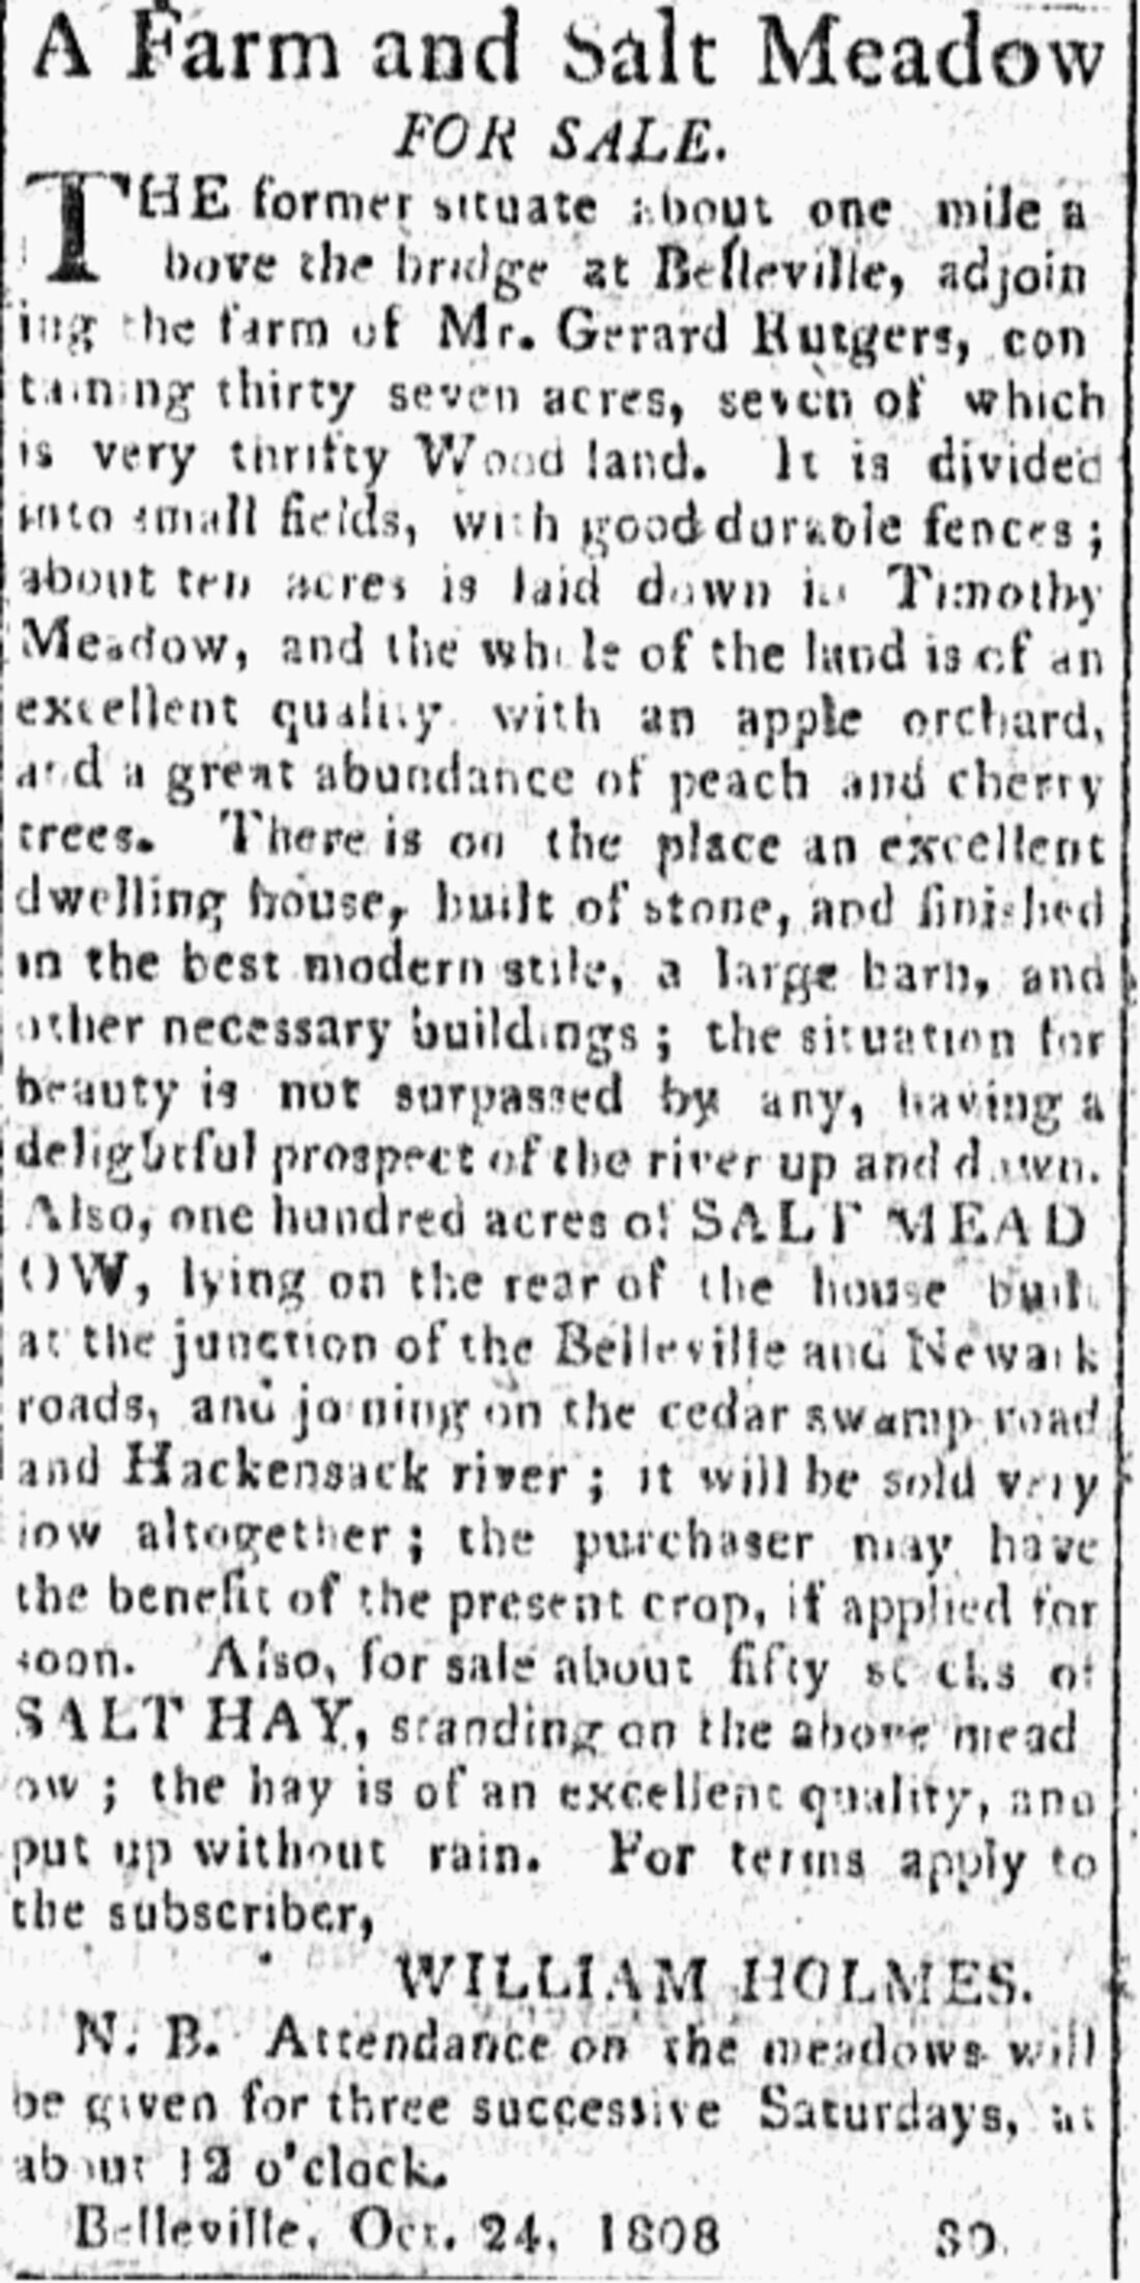 A Farm and Salt Meadow
FOR SALE.
THE former situate about one mile a
bove the bridge at Belleville, adjoin
ing the farm of Mr. Gerard Rutgers, con
taining thirty seven acres, seven of which
is very thrifty Wood land. It is divided
into small fields, with good durable fences;
about ten acres is laid down in Timothy
Meadow, and the whole of the land is of an
excellent quality with an apple orchard,
and a great abundance of peach and cherry
trees. There is on the place an excellent
dwelling house, built of stone, and finished
in the best modern stile, a large barn, and
other necessary buildings; the situation for
beauty is not surpassed by any, having a
delightful prospect of the river up and down.
Also, one hundred acres of SALT MEAD
OW, lying on the rear of the house built
at the junction of the Belleville and Newark
roads, and joining on the cedar swamp road
and Hackensack river; it will be sold very
low altogether; the purchaser may have
the benefit of the present crop, if applied for
soon. Also, for sale about fifty stacks of
SALT HAY, standing on the above mead
ow; the hay is of an excellent quality, and
put up without rain. For terms apply to
the subscriber,
WILLIAM HOLMES.
N. B. Attendance on the meadows will
be given for three successive Saturdays, at
about 12 o'clock.
Belleville, Oct. 24, 1808